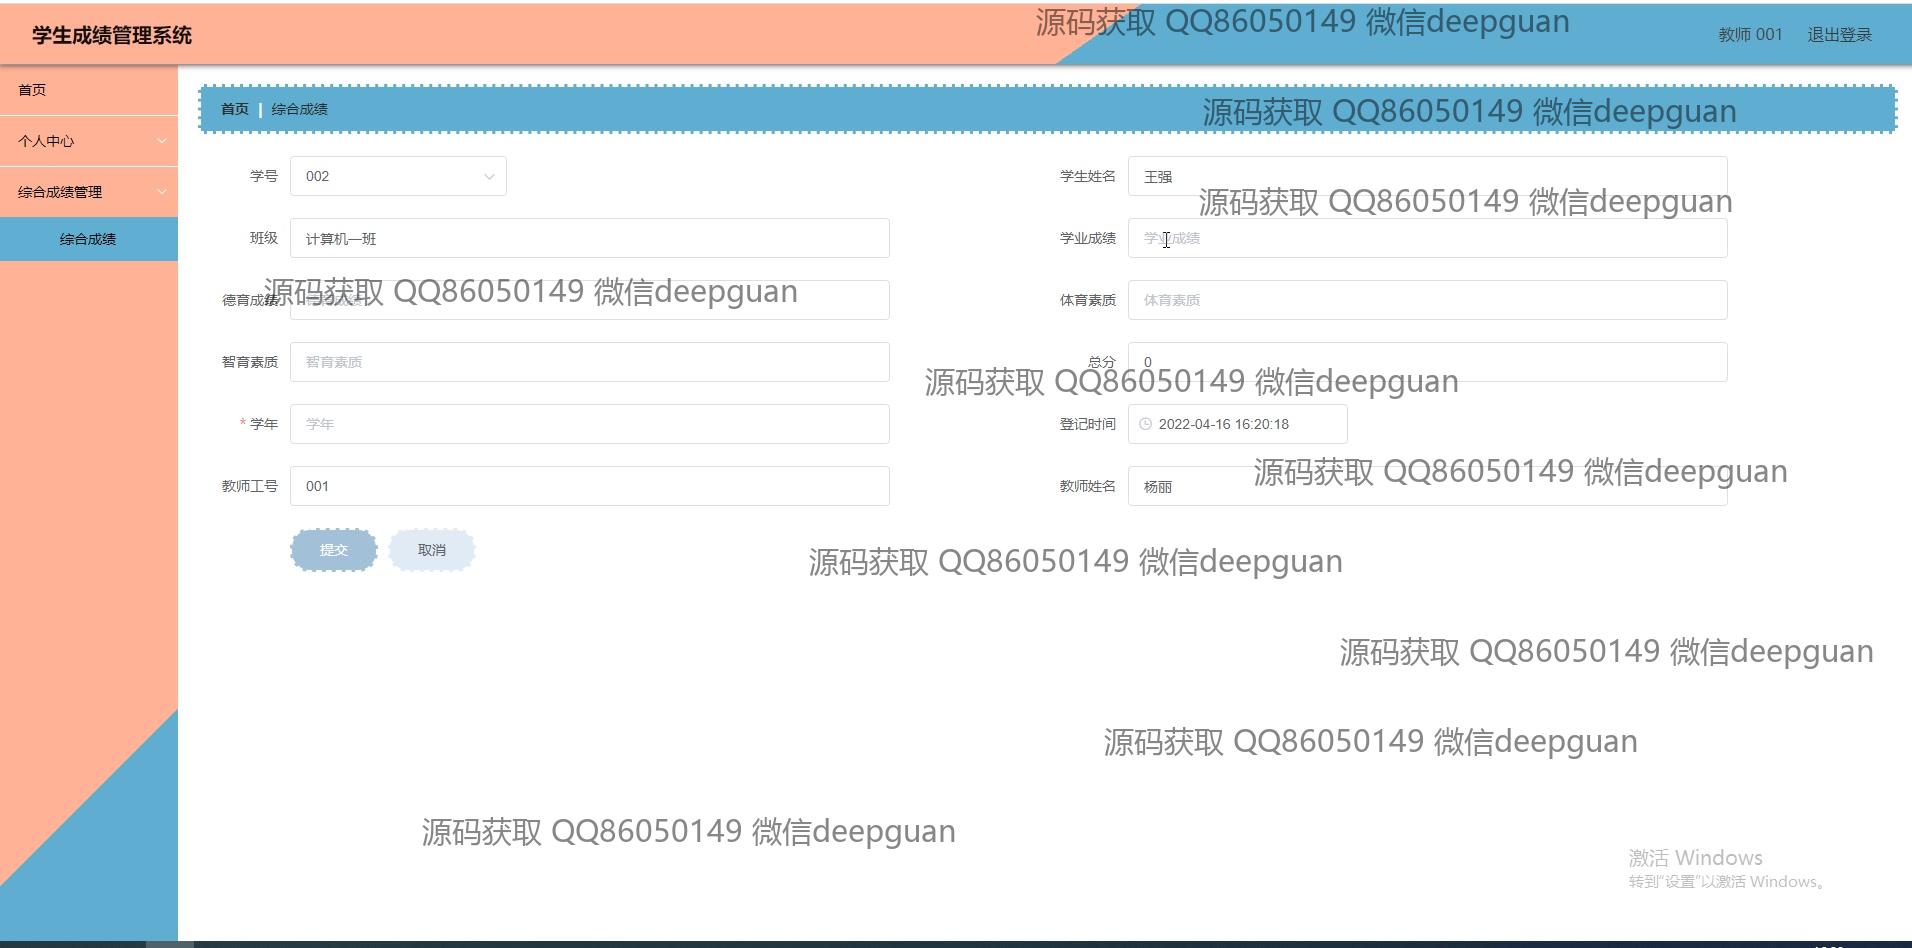 学生成绩管理系统
源码获取 QQ86050149 微信deepguan
教师 001 退出登录
首页
首页 | 综合成绩
源码获取 QQ86050149 微信deepguan
个人中心
学号 002
学生姓名 王强
综合成绩管理
源码获取 QQ86050149 微信deepguan
综合成绩
班级 计算机一班
学业成绩 学业成绩
源码获取 QQ86050149 微信deepguan
德育成绩 德育成绩
体育素质 体育素质
智育素质 智育素质
总分 0
源码获取 QQ86050149 微信deepguan
* 学年 学年
登记时间 2022-04-16 16:20:18
源码获取 QQ86050149 微信deepguan
教师工号 001
教师姓名 杨丽
提交 取消
源码获取 QQ86050149 微信deepguan
源码获取 QQ86050149 微信deepguan
源码获取 QQ86050149 微信deepguan
源码获取 QQ86050149 微信deepguan
激活 Windows
转到“设置”以激活 Windows。